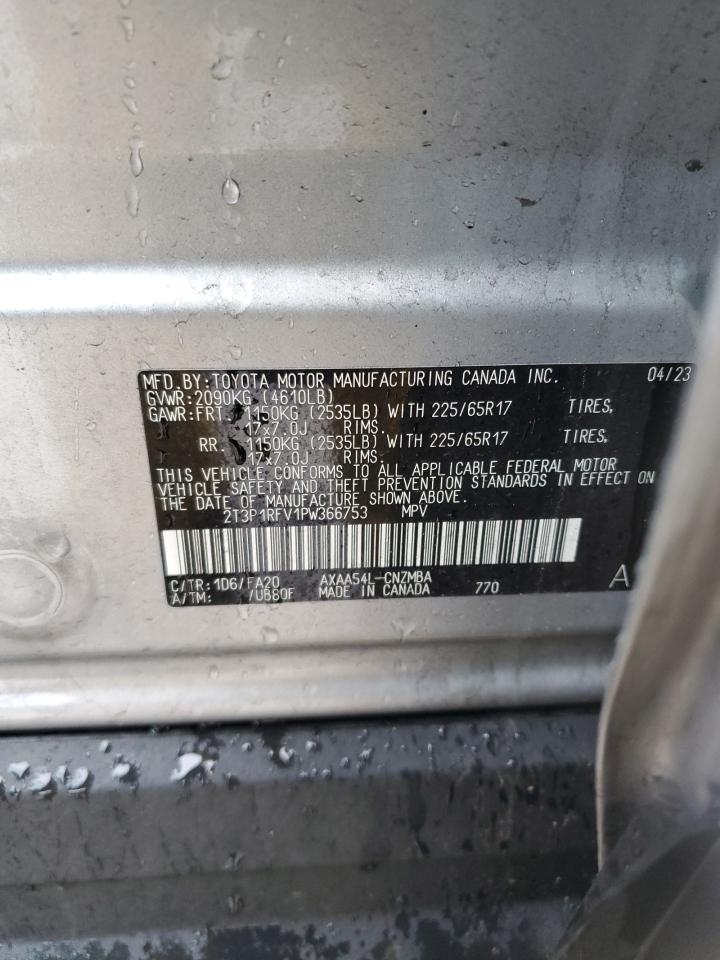 MFD.BY:TOYOTA MOTOR MANUFACTURING CANADA INC. 04/23
GVWR:2090KG (4610LB)
GAWR:FRT. 1150KG (2535LB) WITH 225/65R17 TIRES,
17x7.0J RIMS.
RR. 1150KG (2535LB) WITH 225/65R17 TIRES,
17x7.0J RIMS.
THIS VEHICLE CONFORMS TO ALL APPLICABLE FEDERAL MOTOR
VEHICLE SAFETY AND THEFT PREVENTION STANDARDS IN EFFECT ON
THE DATE OF MANUFACTURE SHOWN ABOVE.
2T3P1RFV1PW366753 MPV
C/TR:1D6/FA20 AXAA54L-CNZMBA
A/TM: /UB80F MADE IN CANADA 770 A